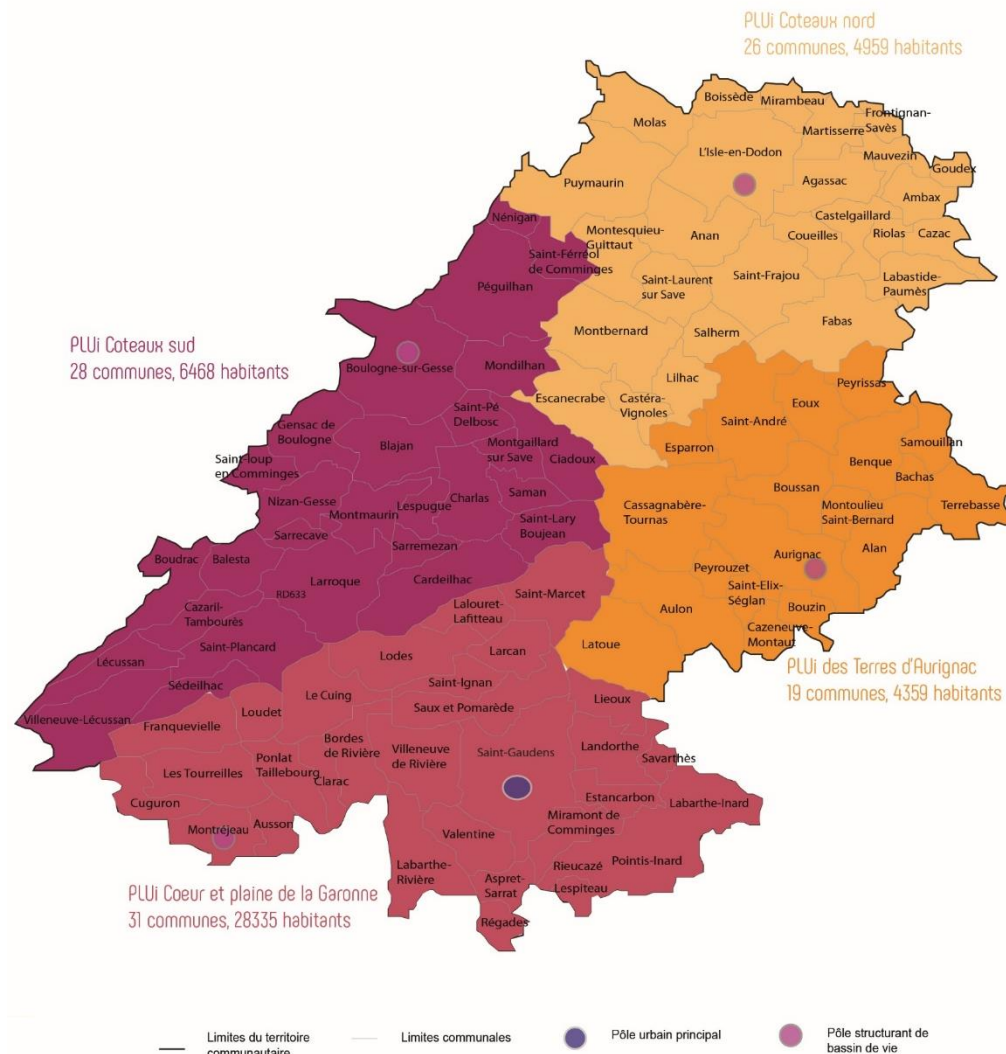 PLUi Coteaux nord
26 communes, 4959 habitants
Boissède
Mirambeau
Molas
Frontignan-
Savès
Martisserre
L'Isle-en-Dodon
Mauvezin
Goudex
Puymaurin
Agassac
Ambax
Nénigan
Castelgaillard
Montesquieu-
Guittaut
Anan
Coueilles
Riolas
Cazac
Saint-Férréol
de Comminges
Saint-Laurent
sur Save
Saint-Frajou
Labastide-
Paumès
Péguilhan
Fabas
Montbernard
Salherm
PLUi Coteaux sud
28 communes, 6468 habitants
Boulogne-sur-Gesse
Mondilhan
Lilhac
Peyrissas
Escanecrabe
Castéra-
Vignoles
Eoux
Saint-Pé
Delbosc
Saint-André
Gensac de
Boulogne
Blajan
Montgaillard
sur Save
Ciadoux
Esparron
Samouillan
Saint-loup
en Comminges
Benque
Bachas
Boussan
Saman
Charlas
Nizan-Gesse
Lespugue
Montmaurin
Cassagnabère-
Tournas
Montoulieu
Saint-Bernard
Terrebasse
Saint-Lary
Boujean
Sarrecave
Sarremezan
Alan
Aurignac
Boudrac
Balesta
Peyrouzet
Larroque
Cardeilhac
RD633
Saint-Elix-
Séglan
Saint-Marcet
Cazaril-
Tambourès
Lalouret-
Lafitteau
Aulon
Bouzin
Cazeneuve-
Montaut
Saint-Plancard
Latoue
Lodes
Larcan
Lécussan
PLUi des Terres d'Aurignac
19 communes, 4359 habitants
Sédeilhac
Saint-Ignan
Le Cuing
Lieoux
Villeneuve-Lécussan
Saux et Pomarède
Loudet
Franquevielle
Bordes
de Rivière
Villeneuve
de Rivière
Saint-Gaudens
Landorthe
Savarthès
Ponlat
Taillebourg
Les Tourreilles
Clarac
Estancarbon
Labarthe-Inard
Cuguron
Miramont de
Comminges
Montréjeau
Ausson
Valentine
Rieucazé
Pointis-Inard
Labarthe-
Rivière
Aspret-
Sarrat
Lespiteau
PLUi Coeur et plaine de la Garonne
31 communes, 28335 habitants
Régades
Limites du territoire
communautaire
Limites communales
Pôle urbain principal
Pôle structurant de
bassin de vie